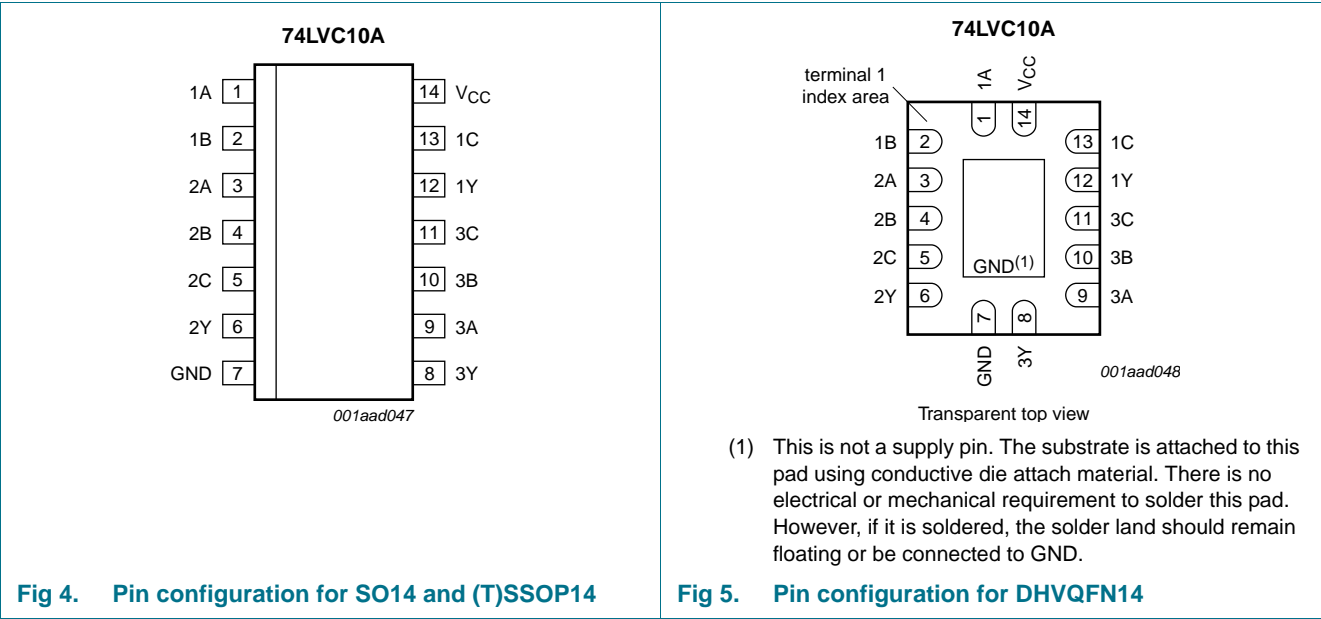 74LVC10A
1A 1 14 VCC
1B 2 13 1C
2A 3 12 1Y
2B 4 11 3C
2C 5 10 3B
2Y 6 9 3A
GND 7 8 3Y
001aad047
Fig 4. Pin configuration for SO14 and (T)SSOP14
74LVC10A
terminal 1
index area
1A VCC
1 14
1B 2 13 1C
2A 3 12 1Y
2B 4 11 3C
2C 5 10 3B
GND(1)
2Y 6 9 3A
7 8
GND 3Y
001aad048
Transparent top view
(1) This is not a supply pin. The substrate is attached to this
pad using conductive die attach material. There is no
electrical or mechanical requirement to solder this pad.
However, if it is soldered, the solder land should remain
floating or be connected to GND.
Fig 5. Pin configuration for DHVQFN14